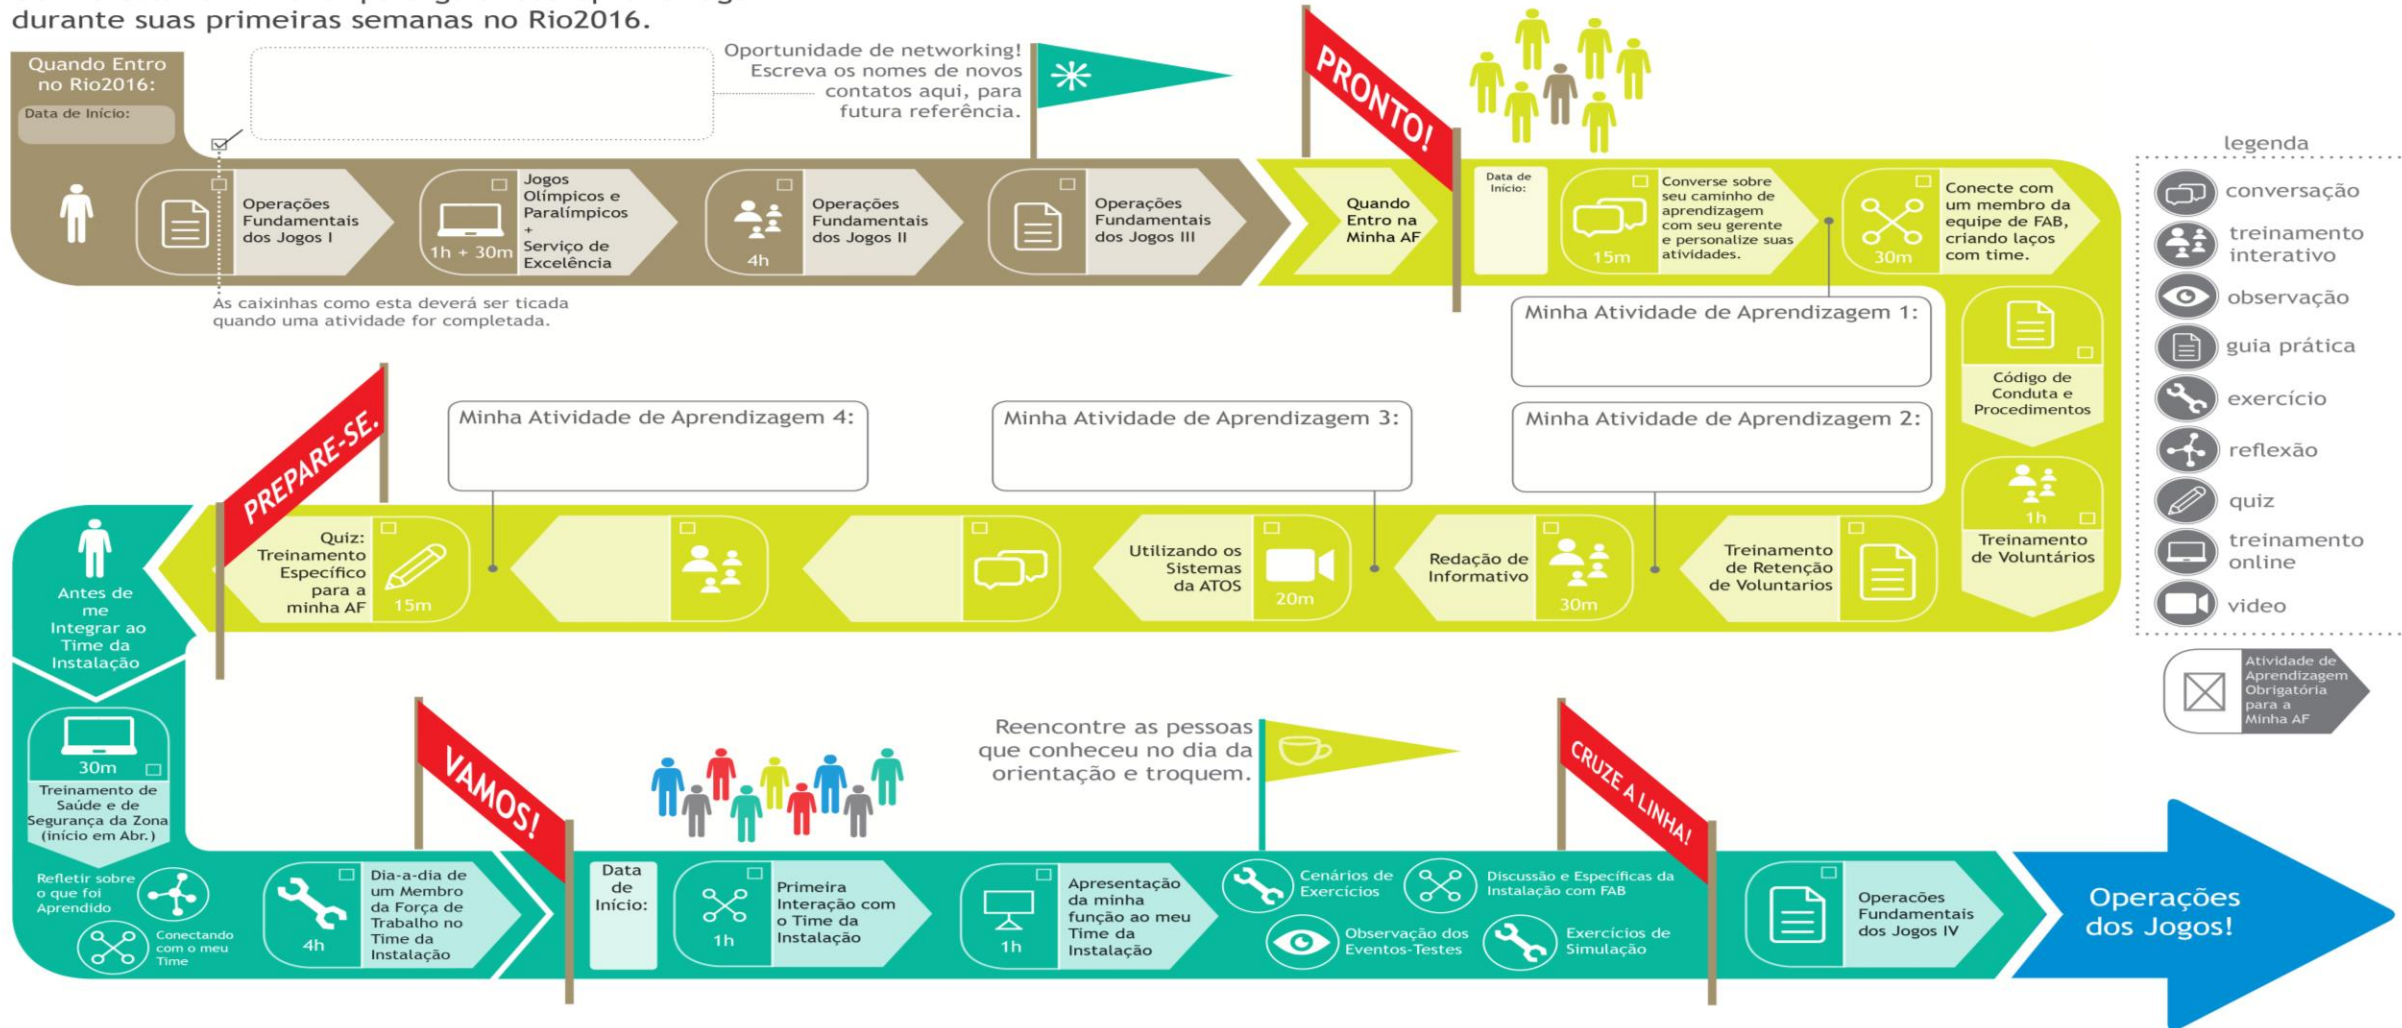 durante suas primeiras semanas no Rio2016.
Quando Entro
no Rio2016:
Data de Início:
Oportunidade de networking!
Escreva os nomes de novos
contatos aqui, para
futura referência.
Operações
Fundamentais
dos Jogos I
As caixinhas como esta deverá ser ticada
quando uma atividade for completada.
1h + 30m
Jogos
Olímpicos e
Paralímpicos
+
Serviço de
Excelência
4h
Operações
Fundamentais
dos Jogos II
Operações
Fundamentais
dos Jogos III
PRONTO!
Quando
Entro na
Minha AF
Data de
Início:
15m
Converse sobre
seu caminho de
aprendizagem
com seu gerente
e personalize suas
atividades.
30m
Conecte com
um membro da
equipe de FAB,
criando laços
com time.
Minha Atividade de Aprendizagem 1:
Código de
Conduta e
Procedimentos
1h
Treinamento
de Voluntários
Treinamento
de Retenção
de Voluntarios
Minha Atividade de Aprendizagem 2:
Redação de
Informativo
30m
Minha Atividade de Aprendizagem 3:
Utilizando os
Sistemas
da ATOS
20m
Minha Atividade de Aprendizagem 4:
Quiz:
Treinamento
Específico
para a
minha AF
15m
PREPARE-SE.
Antes de
me
Integrar ao
Time da
Instalação
30m
Treinamento de
Saúde e de
Segurança da Zona
(início em Abr.)
Refletir sobre
o que foi
Aprendido
Conectando
com o meu
Time
4h
Dia-a-dia de
um Membro
da Força de
Trabalho no
Time da
Instalação
VAMOS!
Data
de
Início:
1h
Primeira
Interação com
o Time da
Instalação
1h
Apresentação
da minha
função ao meu
Time da
Instalação
Reencontre as pessoas
que conheceu no dia da
orientação e troquem.
Cenários de
Exercícios
Discussão e Específicas da
Instalação com FAB
Observação dos
Eventos-Testes
Exercícios de
Simulação
CRUZE A LINHA!
Operacões
Fundamentais
dos Jogos IV
Operações
dos Jogos!
legenda
conversação
treinamento
interativo
observação
guia prática
exercício
reflexão
quiz
treinamento
online
video
Atividade de
Aprendizagem
Obrigatória
para a
Minha AF